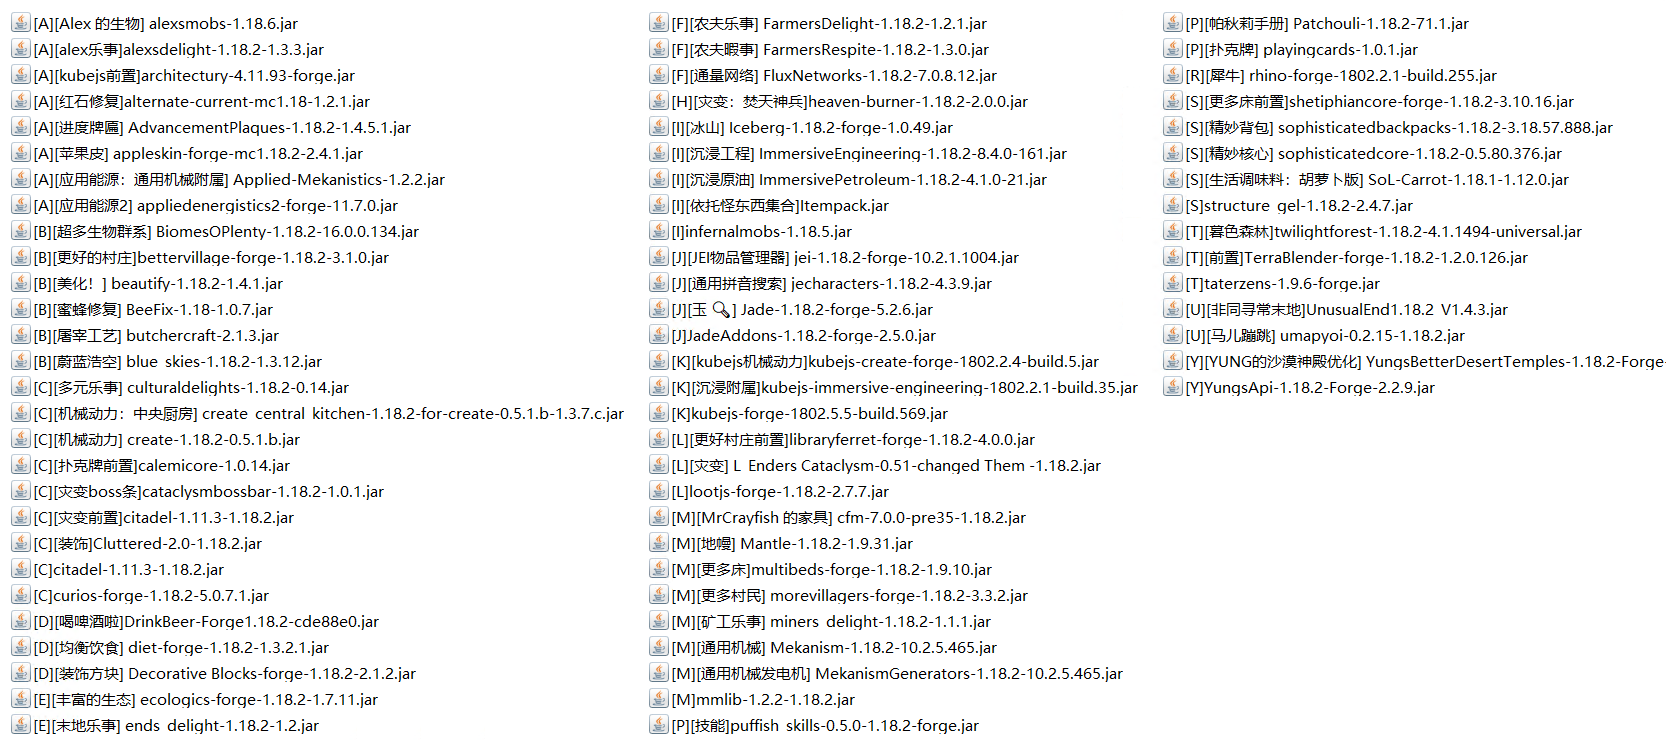 [A][Alex 的生物] alexsmobs-1.18.6.jar
[A][alex乐事]alexsdelight-1.18.2-1.3.3.jar
[A][kubejs前置]architectury-4.11.93-forge.jar
[A][红石修复]alternate-current-mc1.18-1.2.1.jar
[A][进度牌匾] AdvancementPlaques-1.18.2-1.4.5.1.jar
[A][苹果皮] appleskin-forge-mc1.18.2-2.4.1.jar
[A][应用能源：通用机械附属] Applied-Mekanistics-1.2.2.jar
[A][应用能源2] appliedenergistics2-forge-11.7.0.jar
[B][超多生物群系] BiomesOPlenty-1.18.2-16.0.0.134.jar
[B][更好的村庄]bettervillage-forge-1.18.2-3.1.0.jar
[B][美化！] beautify-1.18.2-1.4.1.jar
[B][蜜蜂修复] BeeFix-1.18-1.0.7.jar
[B][屠宰工艺] butchercraft-2.1.3.jar
[B][蔚蓝浩空] blue_skies-1.18.2-1.3.12.jar
[C][多元乐事] culturaldelights-1.18.2-0.14.jar
[C][机械动力：中央厨房] create_central_kitchen-1.18.2-for-create-0.5.1.b-1.3.7.c.jar
[C][机械动力] create-1.18.2-0.5.1.b.jar
[C][扑克牌前置]calemicore-1.0.14.jar
[C][灾变boss条]cataclysmbossbar-1.18.2-1.0.1.jar
[C][灾变前置]citadel-1.11.3-1.18.2.jar
[C][装饰]Cluttered-2.0-1.18.2.jar
[C]citadel-1.11.3-1.18.2.jar
[C]curios-forge-1.18.2-5.0.7.1.jar
[D][喝啤酒啦]DrinkBeer-Forge1.18.2-cde88e0.jar
[D][均衡饮食] diet-forge-1.18.2-1.3.2.1.jar
[D][装饰方块] Decorative Blocks-forge-1.18.2-2.1.2.jar
[E][丰富的生态] ecologics-forge-1.18.2-1.7.11.jar
[E][末地乐事] ends_delight-1.18.2-1.2.jar
[F][农夫乐事] FarmersDelight-1.18.2-1.2.1.jar
[F][农夫暇事] FarmersRespite-1.18.2-1.3.0.jar
[F][通量网络] FluxNetworks-1.18.2-7.0.8.12.jar
[H][灾变：焚天神兵]heaven-burner-1.18.2-2.0.0.jar
[I][冰山] Iceberg-1.18.2-forge-1.0.49.jar
[I][沉浸工程] ImmersiveEngineering-1.18.2-8.4.0-161.jar
[I][沉浸原油] ImmersivePetroleum-1.18.2-4.1.0-21.jar
[I][依托怪东西集合]Itempack.jar
[I]infernalmobs-1.18.5.jar
[J][JEI物品管理器] jei-1.18.2-forge-10.2.1.1004.jar
[J][通用拼音搜索] jecharacters-1.18.2-4.3.9.jar
[J][玉 🔍] Jade-1.18.2-forge-5.2.6.jar
[J]JadeAddons-1.18.2-forge-2.5.0.jar
[K][kubejs机械动力]kubejs-create-forge-1802.2.4-build.5.jar
[K][沉浸附属]kubejs-immersive-engineering-1802.2.1-build.35.jar
[K]kubejs-forge-1802.5.5-build.569.jar
[L][更好村庄前置]libraryferret-forge-1.18.2-4.0.0.jar
[L][灾变] L_Enders Cataclysm-0.51-changed Them -1.18.2.jar
[L]lootjs-forge-1.18.2-2.7.7.jar
[M][MrCrayfish 的家具] cfm-7.0.0-pre35-1.18.2.jar
[M][地幔] Mantle-1.18.2-1.9.31.jar
[M][更多床]multibeds-forge-1.18.2-1.9.10.jar
[M][更多村民] morevillagers-forge-1.18.2-3.3.2.jar
[M][矿工乐事] miners_delight-1.18.2-1.1.1.jar
[M][通用机械] Mekanism-1.18.2-10.2.5.465.jar
[M][通用机械发电机] MekanismGenerators-1.18.2-10.2.5.465.jar
[M]mmlib-1.2.2-1.18.2.jar
[P][技能]puffish_skills-0.5.0-1.18.2-forge.jar
[P][帕秋莉手册] Patchouli-1.18.2-71.1.jar
[P][扑克牌] playingcards-1.0.1.jar
[R][犀牛] rhino-forge-1802.2.1-build.255.jar
[S][更多床前置]shetiphiancore-forge-1.18.2-3.10.16.jar
[S][精妙背包] sophisticatedbackpacks-1.18.2-3.18.57.888.jar
[S][精妙核心] sophisticatedcore-1.18.2-0.5.80.376.jar
[S][生活调味料：胡萝卜版] SoL-Carrot-1.18.1-1.12.0.jar
[S]structure_gel-1.18.2-2.4.7.jar
[T][暮色森林]twilightforest-1.18.2-4.1.1494-universal.jar
[T][前置]TerraBlender-forge-1.18.2-1.2.0.126.jar
[T]taterzens-1.9.6-forge.jar
[U][非同寻常末地]UnusualEnd1.18.2_V1.4.3.jar
[U][马儿蹦跳] umapyoi-0.2.15-1.18.2.jar
[Y][YUNG的沙漠神殿优化] YungsBetterDesertTemples-1.18.2-Forge-
[Y]YungsApi-1.18.2-Forge-2.2.9.jar